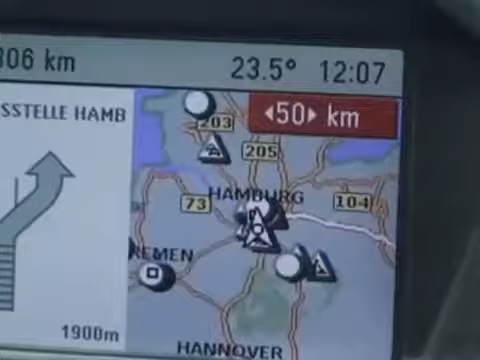 306 km 23.5° 12:07
SSTELLE HAMB
50 km
203
205
HAMBURG
73
104
REMEN
1900m
HANNOVER